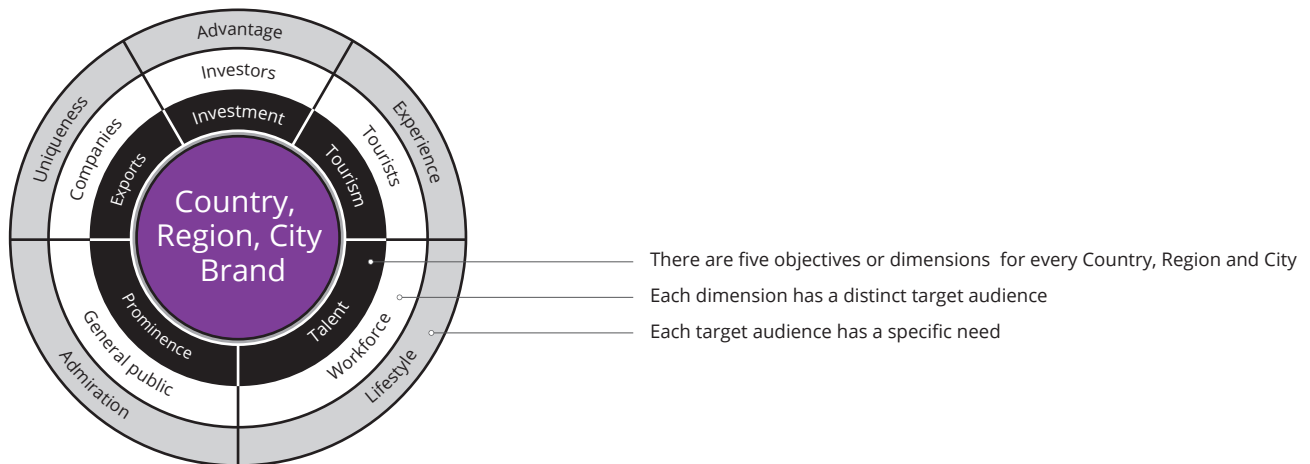 Advantage
Investors
Investment
Uniqueness
Companies
Exports
Experience
Tourists
Tourism
Country,
Region, City
Brand
Prominence
General public
Admiration
Talent
Workforce
Lifestyle
There are five objectives or dimensions for every Country, Region and City
Each dimension has a distinct target audience
Each target audience has a specific need